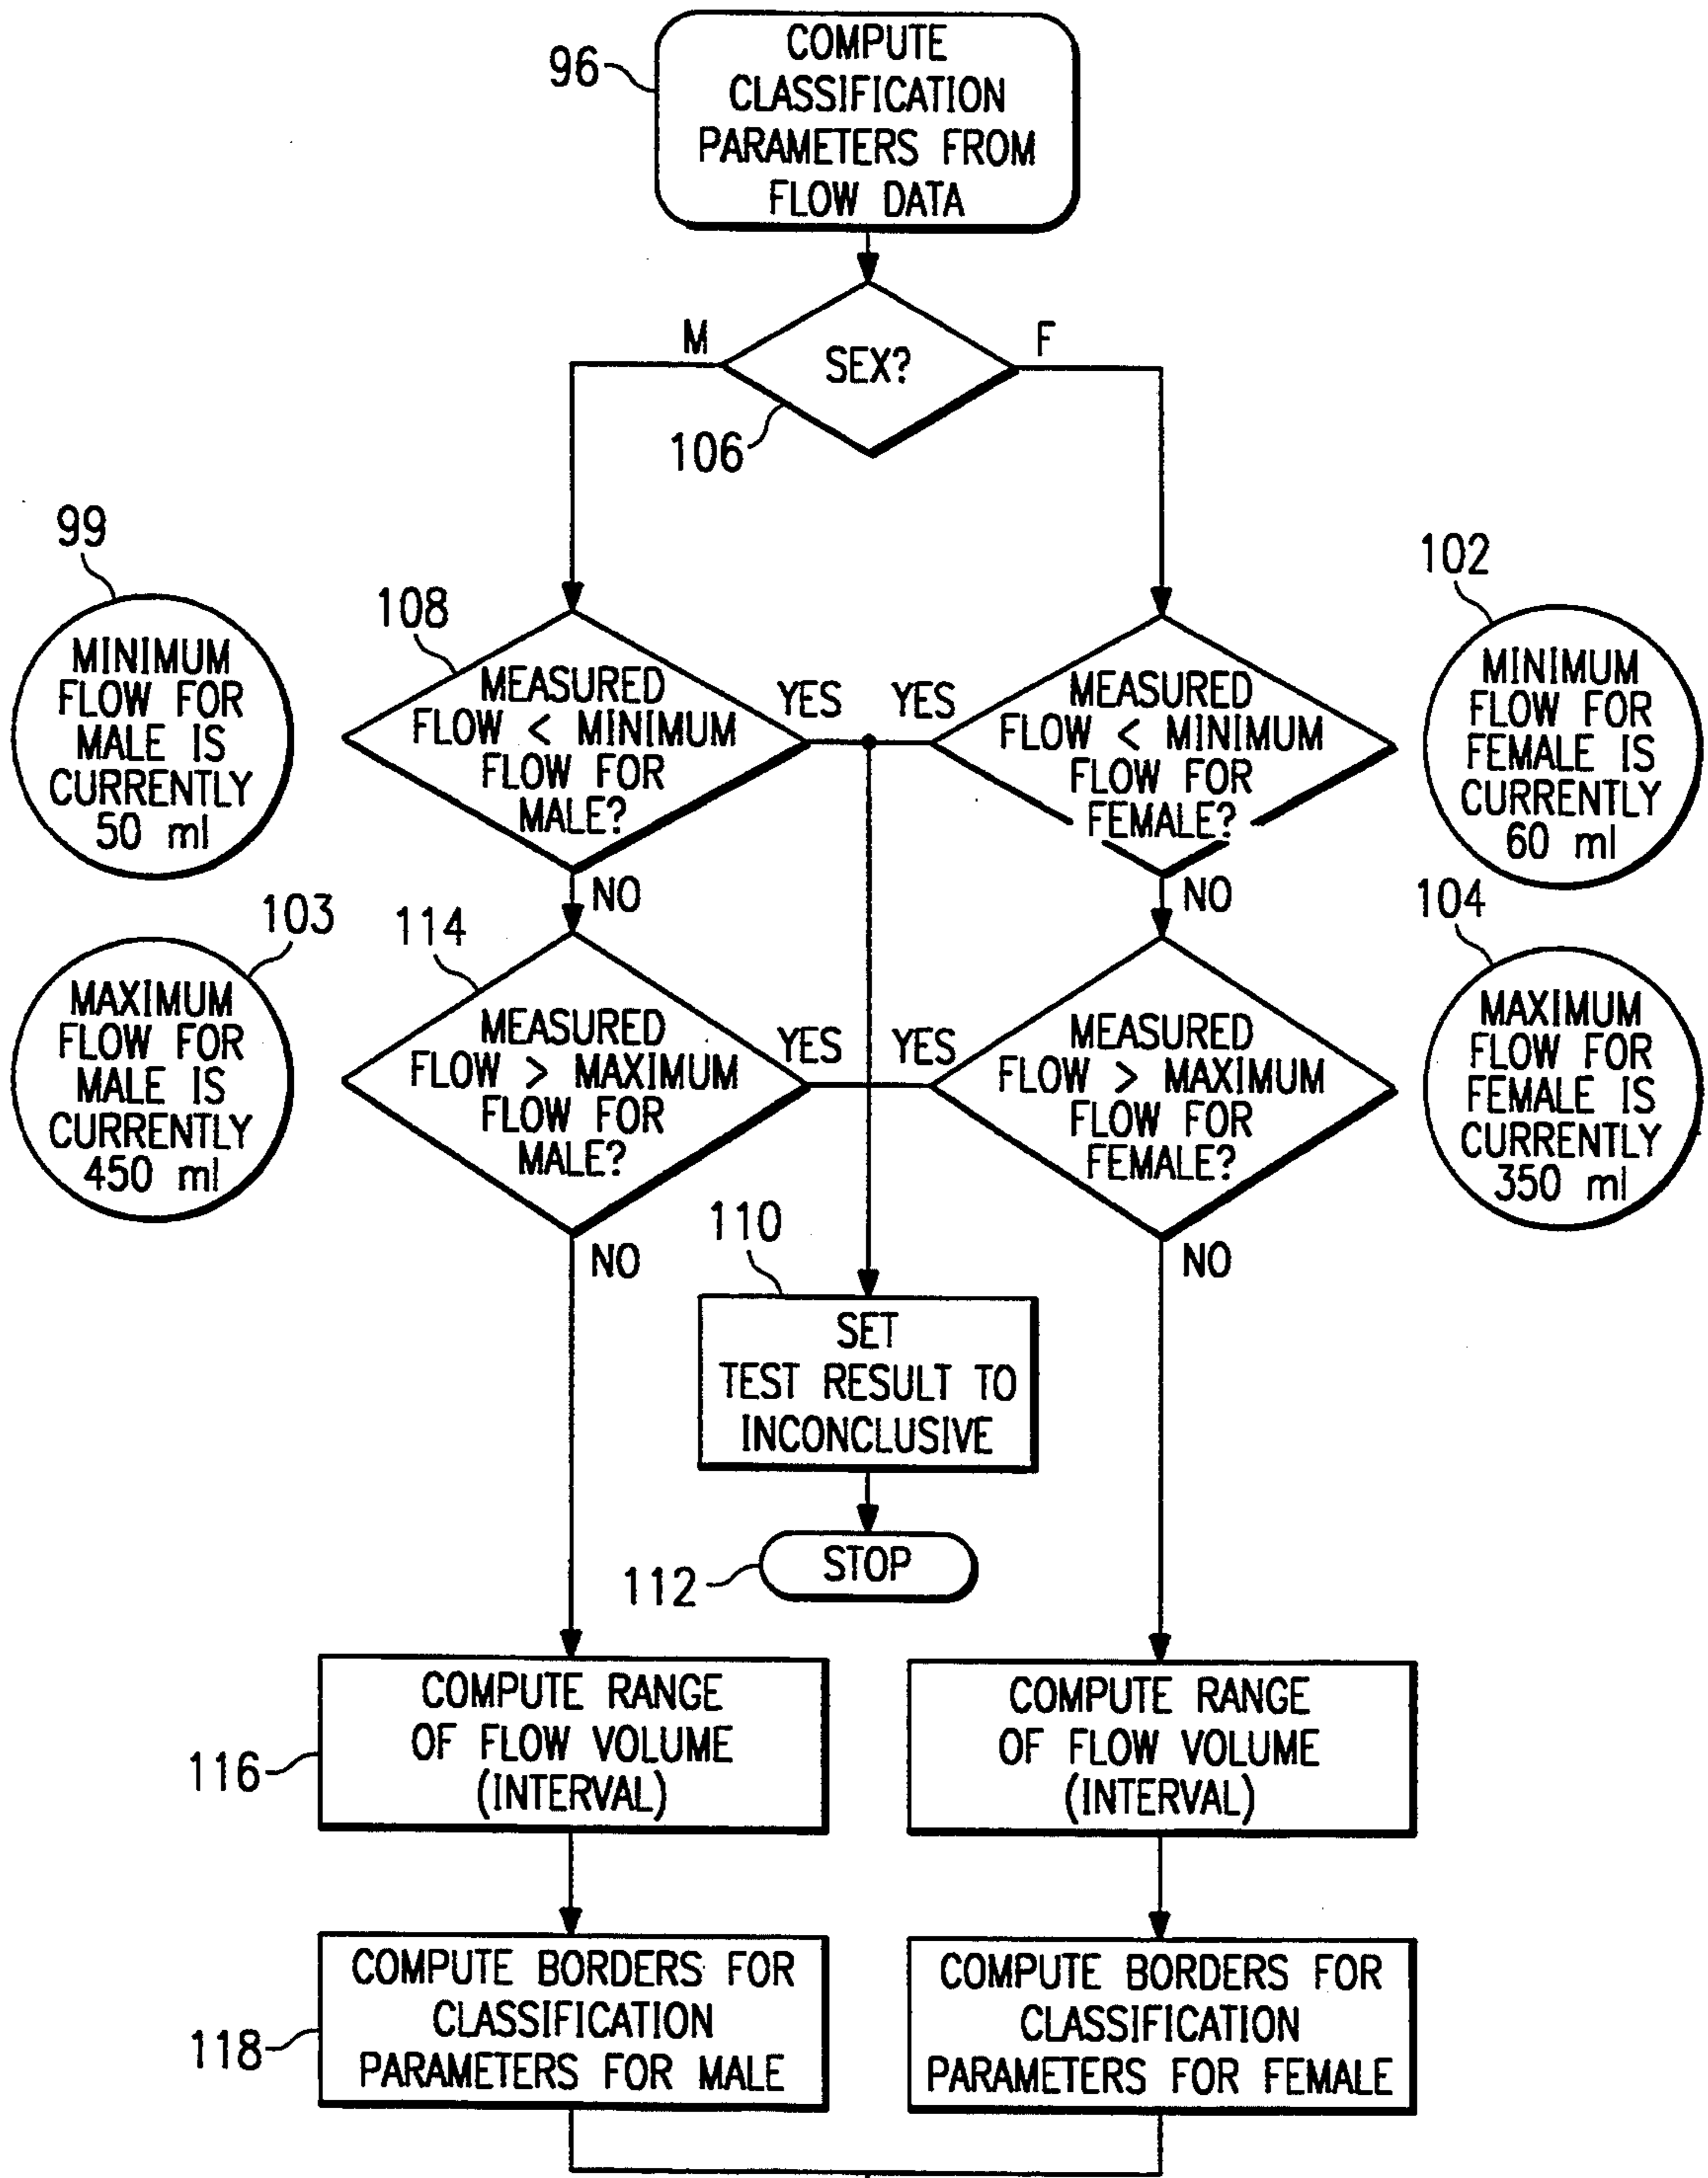 96
COMPUTE
CLASSIFICATION
PARAMETERS FROM
FLOW DATA
M
SEX?
F
106
99
MINIMUM
FLOW FOR
MALE IS
CURRENTLY
50 ml
108
MEASURED
FLOW < MINIMUM
FLOW FOR
MALE?
YES
NO
YES
MEASURED
FLOW < MINIMUM
FLOW FOR
FEMALE?
NO
102
MINIMUM
FLOW FOR
FEMALE IS
CURRENTLY
60 ml
103
MAXIMUM
FLOW FOR
MALE IS
CURRENTLY
450 ml
114
MEASURED
FLOW > MAXIMUM
FLOW FOR
MALE?
YES
NO
YES
MEASURED
FLOW > MAXIMUM
FLOW FOR
FEMALE?
NO
104
MAXIMUM
FLOW FOR
FEMALE IS
CURRENTLY
350 ml
110
SET
TEST RESULT TO
INCONCLUSIVE
112
STOP
116
COMPUTE RANGE
OF FLOW VOLUME
(INTERVAL)
COMPUTE RANGE
OF FLOW VOLUME
(INTERVAL)
118
COMPUTE BORDERS FOR
CLASSIFICATION
PARAMETERS FOR MALE
COMPUTE BORDERS FOR
CLASSIFICATION
PARAMETERS FOR FEMALE